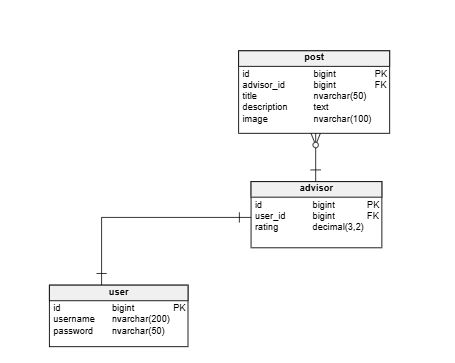 post
id bigint PK
advisor_id bigint FK
title nvarchar(50)
description text
image nvarchar(100)
advisor
id bigint PK
user_id bigint FK
rating decimal(3,2)
user
id bigint PK
username nvarchar(200)
password nvarchar(50)